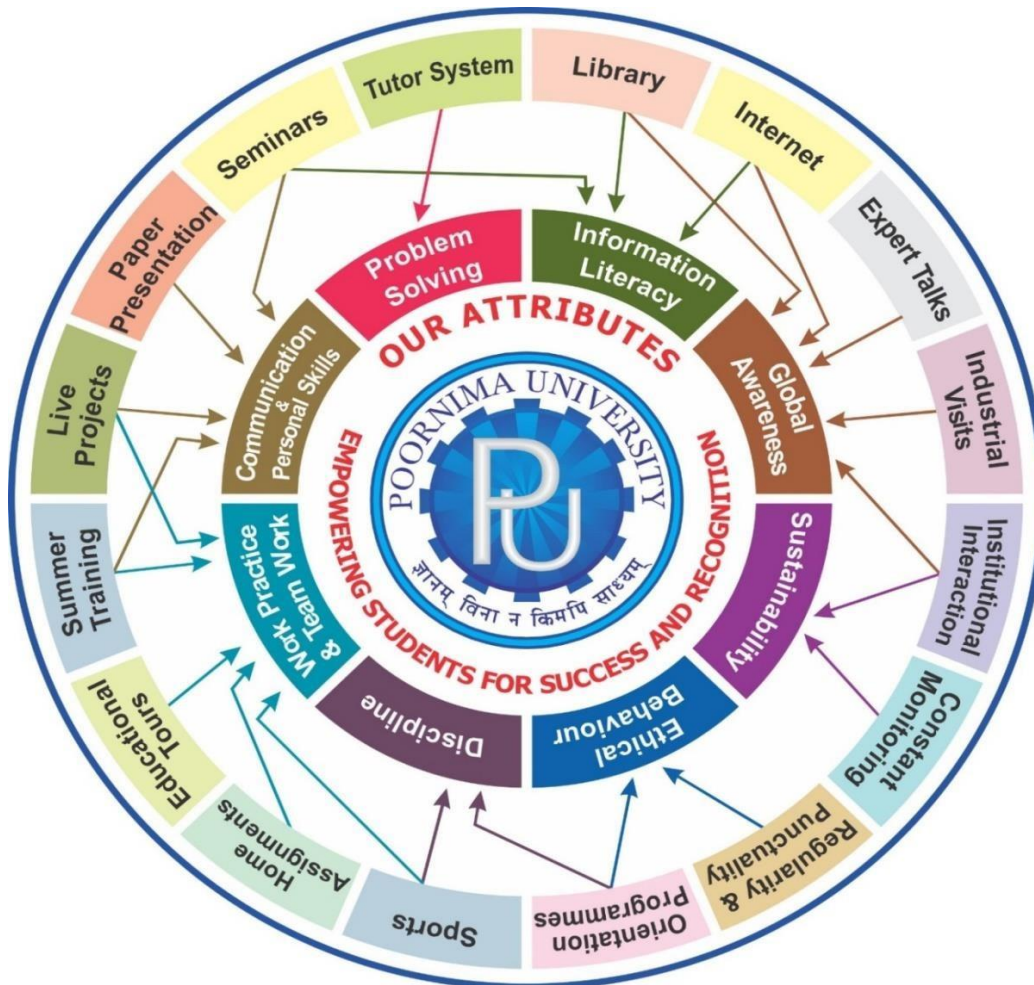 Tutor System
Library
Internet
Expert Talks
Industrial
Visits
Institutional
Interaction
Constant
Monitoring
Regularity &
Punctuality
Orientation
Programmes
Sports
Home
Assignments
Educational
Tours
Summer
Training
Live
Projects
Paper
Presentation
Seminars
Problem
Solving
Information
Literacy
Global
Awareness
Sustainability
Ethical
Behaviour
Discipline
Work Practice
& Team Work
Communication
&
Personal Skills
OUR ATTRIBUTES
EMPOWERING STUDENTS FOR SUCCESS AND RECOGNITION
POORNIMA UNIVERSITY
PU
ज्ञानम् विना न किमपि साध्यम्